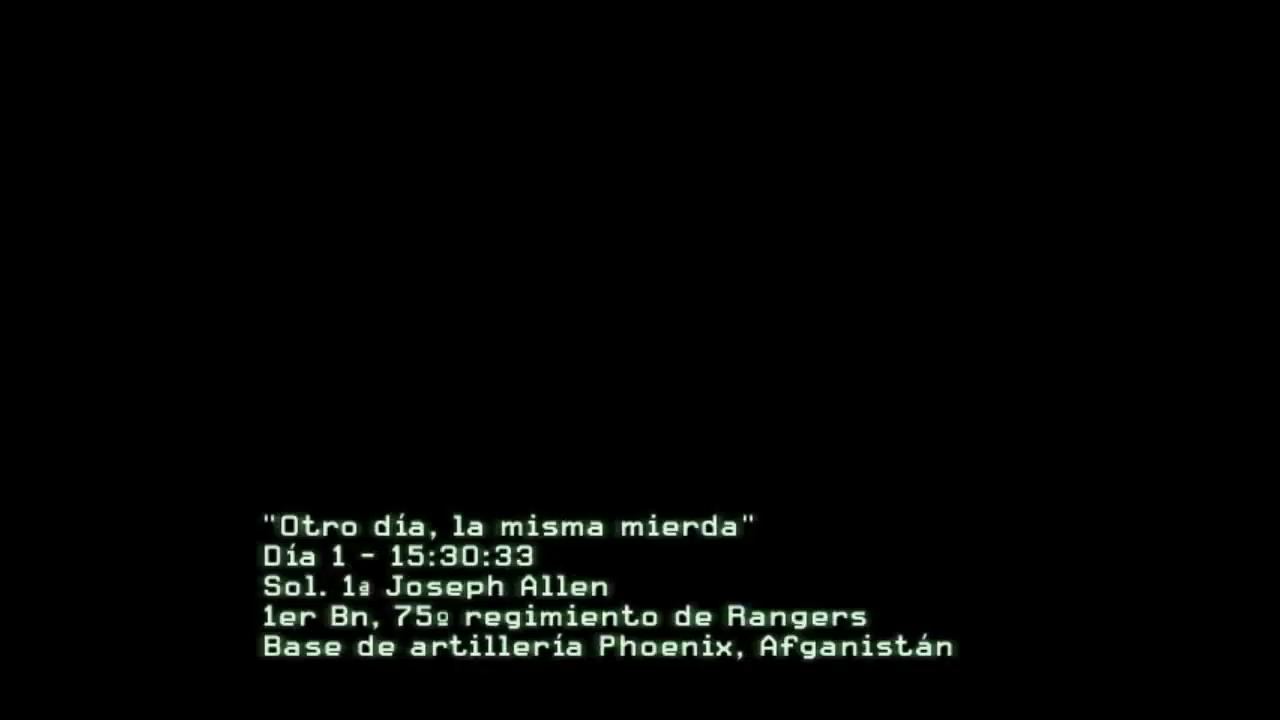 "Otro día, la misma mierda"
Día 1 - 15:30:33
Sol. 1ª Joseph Allen
1er Bn, 75º regimiento de Rangers
Base de artillería Phoenix, Afganistán